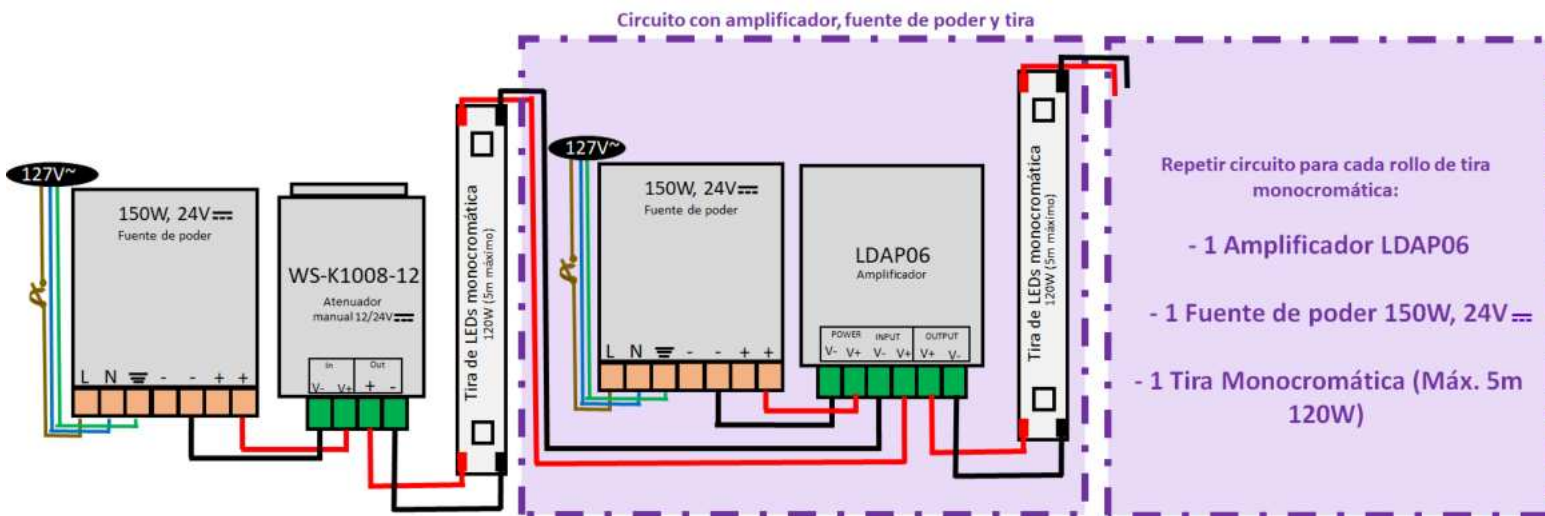 Circuito con amplificador, fuente de poder y tira
127V~
150W, 24V⎓
Fuente de poder
L N ⏚ - - + +
WS-K1008-12
Atenuador
manual 12/24V⎓
In Out
V- V+ + -
Tira de LEDs monocromática
120W (5m máximo)
127V~
150W, 24V⎓
Fuente de poder
L N ⏚ - - + +
LDAP06
Amplificador
POWER INPUT OUTPUT
V- V+ V- V+ V+ V-
Tira de LEDs monocromática
120W (5m máximo)
Repetir circuito para cada rollo de tira
monocromática:
- 1 Amplificador LDAP06
- 1 Fuente de poder 150W, 24V⎓
- 1 Tira Monocromática (Máx. 5m
120W)